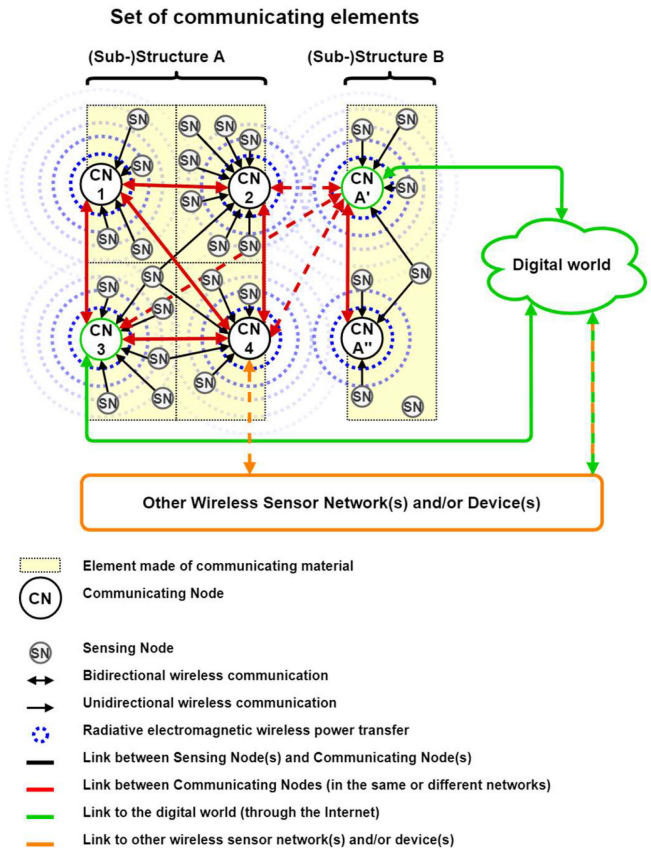 Set of communicating elements
(Sub-)Structure A
(Sub-)Structure B
SN
SN
SN
SN
SN
SN
CN
1
SN
SN
SN
SN
CN
2
SN
SN
SN
SN
CN
A'
SN
Digital world
SN
SN
SN
SN
SN
SN
SN
CN
3
SN
CN
4
CN
A"
SN
SN
SN
SN
SN
SN
Other Wireless Sensor Network(s) and/or Device(s)
Element made of communicating material
CN
Communicating Node
SN
Sensing Node
Bidirectional wireless communication
Unidirectional wireless communication
Radiative electromagnetic wireless power transfer
Link between Sensing Node(s) and Communicating Node(s)
Link between Communicating Nodes (in the same or different networks)
Link to the digital world (through the Internet)
Link to other wireless sensor network(s) and/or device(s)